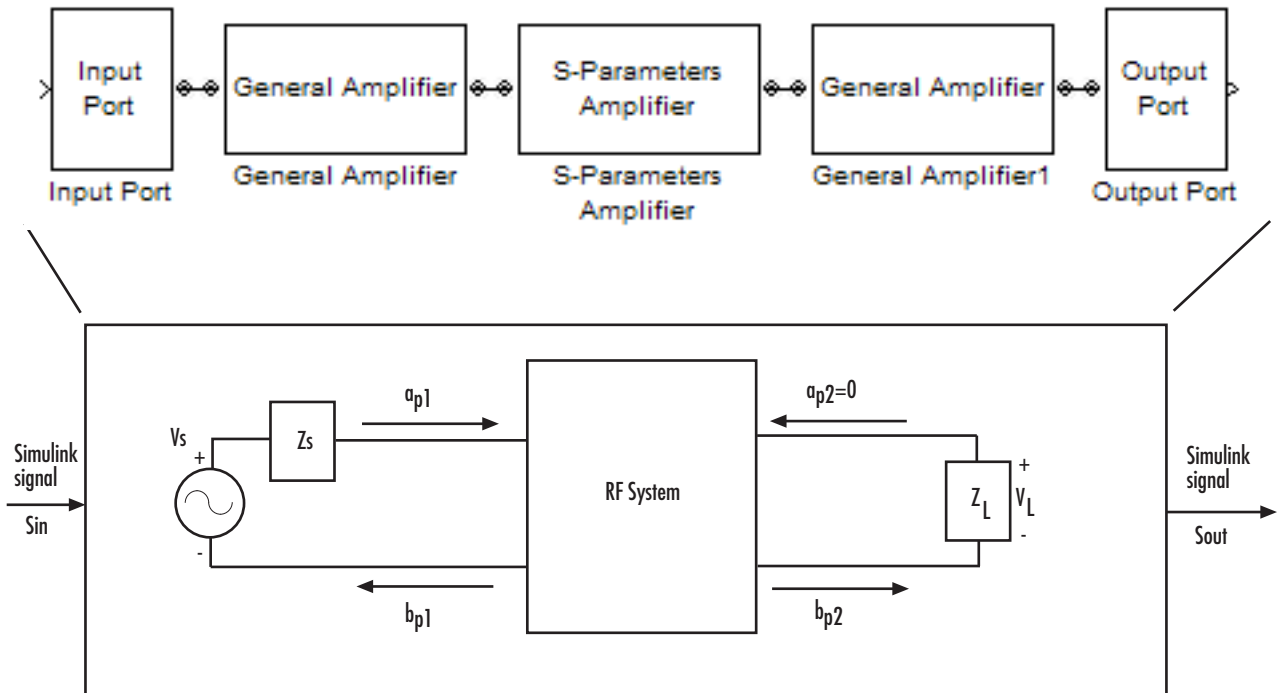 Input
Port
General Amplifier
S-Parameters
Amplifier
General Amplifier
Output
Port
Input Port
General Amplifier
S-Parameters
Amplifier
General Amplifier1
Output Port
Simulink
signal
Sin
Vs
+
-
Zs
ap1
bp1
RF System
ap2=0
bp2
ZL
+
VL
-
Simulink
signal
Sout